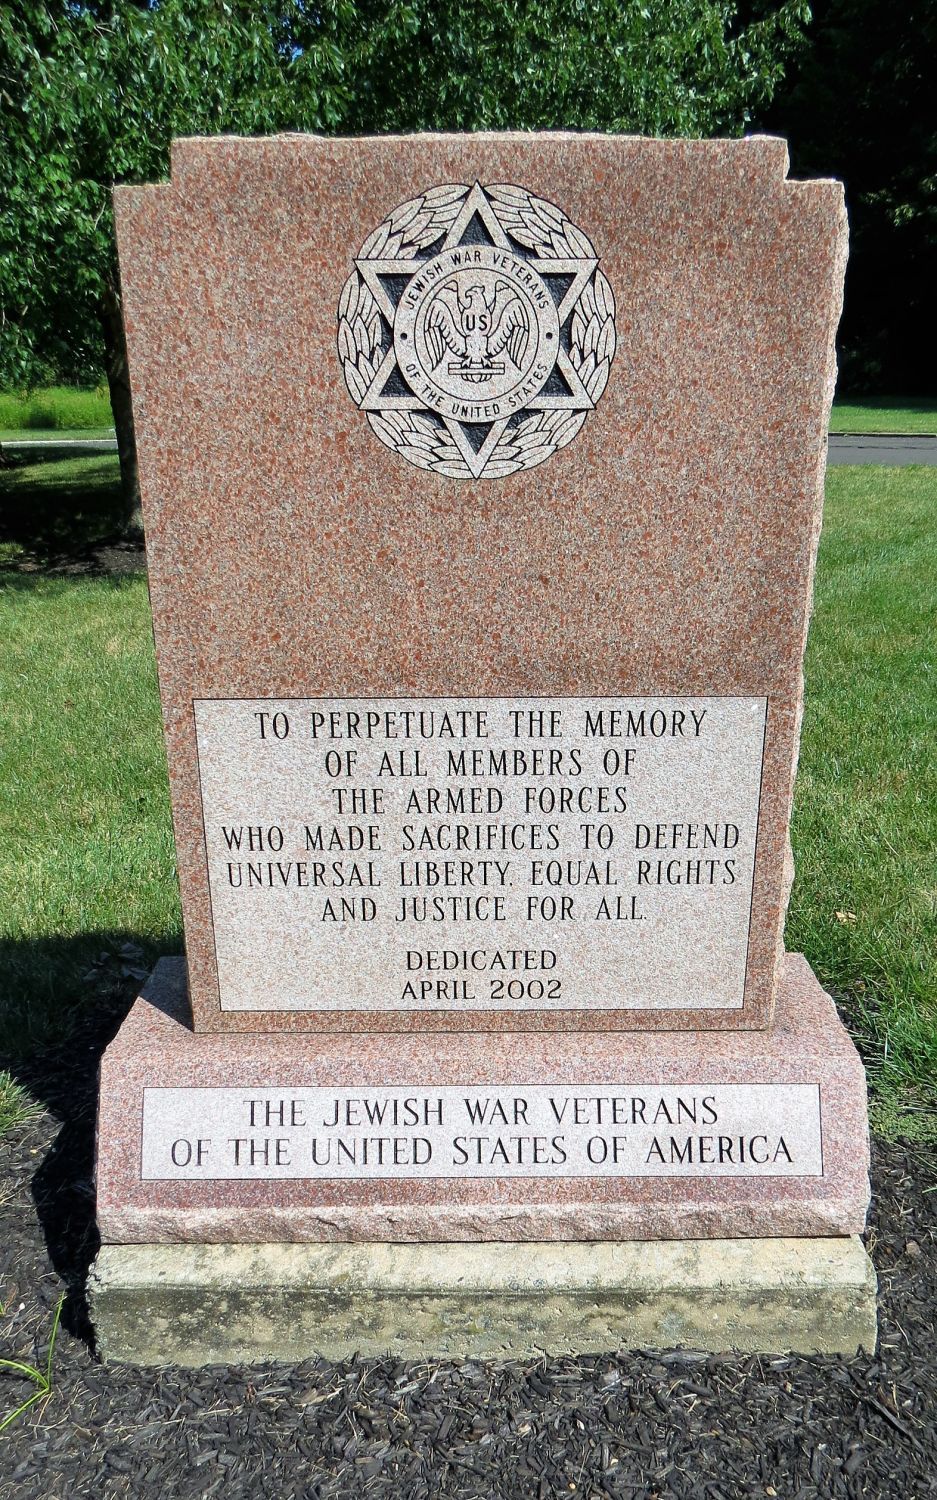 JEWISH WAR VETERANS
US
OF THE UNITED STATES
TO PERPETUATE THE MEMORY
OF ALL MEMBERS OF
THE ARMED FORCES
WHO MADE SACRIFICES TO DEFEND
UNIVERSAL LIBERTY, EQUAL RIGHTS
AND JUSTICE FOR ALL.
DEDICATED
APRIL 2002
THE JEWISH WAR VETERANS
OF THE UNITED STATES OF AMERICA